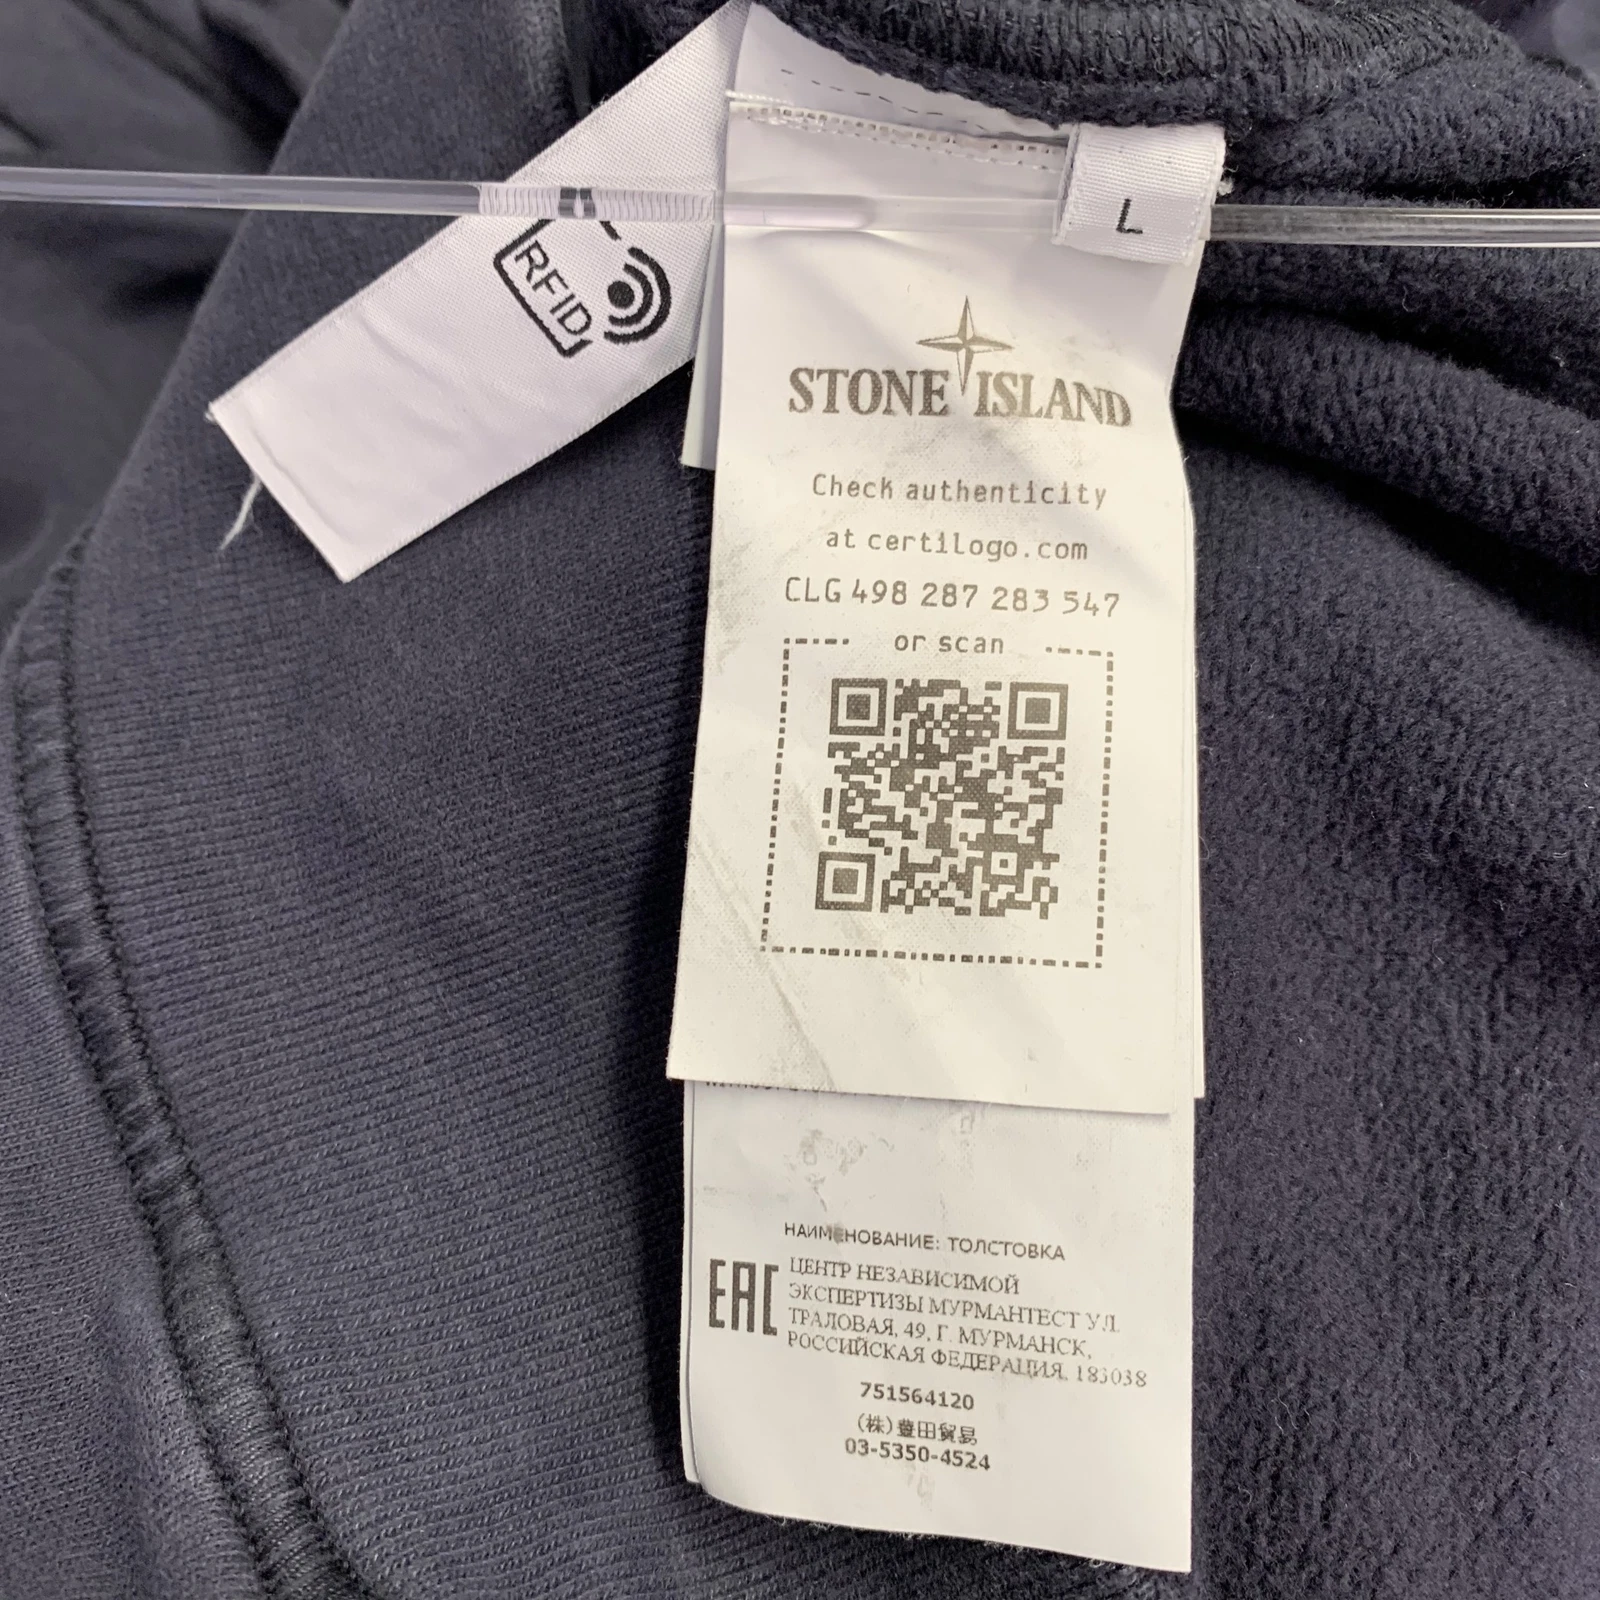 RFID
L
STONE ISLAND
Check authenticity
at certilogo.com
CLG 498 287 283 547
or scan
НАИМЕНОВАНИЕ: ТОЛСТОВКА
EAC
ЦЕНТР НЕЗАВИСИМОЙ
ЭКСПЕРТИЗЫ МУРМАНТЕСТ УЛ.
ТРАЛОВАЯ, 49, Г. МУРМАНСК,
РОССИЙСКАЯ ФЕДЕРАЦИЯ, 183038
751564120
(株)豊田貿易
03-5350-4524